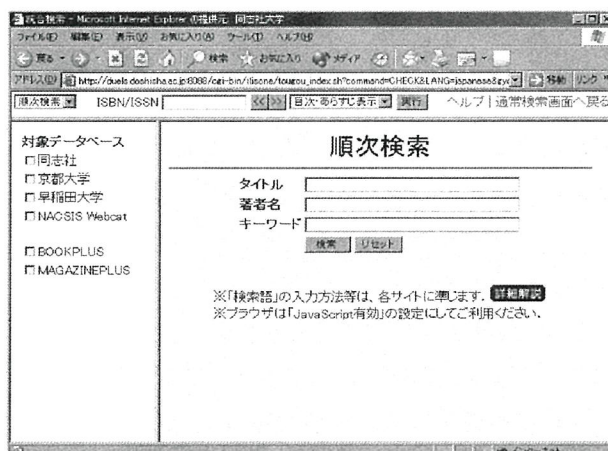 統合検索 - Microsoft Internet Explorer の提供元 同志社大学
ファイル(F) 編集(E) 表示(V) お気に入り(A) ツール(T) ヘルプ(H)
戻る 検索 お気に入り メディア
アドレス(D) 移動 リンク
順次検索 ISBN/ISSN << >> 目次・あらすじ表示 実行 ヘルプ | 通常検索画面へ戻る
対象データベース
□同志社
□京都大学
□早稲田大学
□NACSIS Webcat
□BOOKPLUS
□MAGAZINEPLUS
順次検索
タイトル
著者名
キーワード
検索 リセット
※「検索語」の入力方法等は、各サイトに準じます. 詳細解説
※ブラウザは「JavaScript有効」の設定にしてご利用ください.